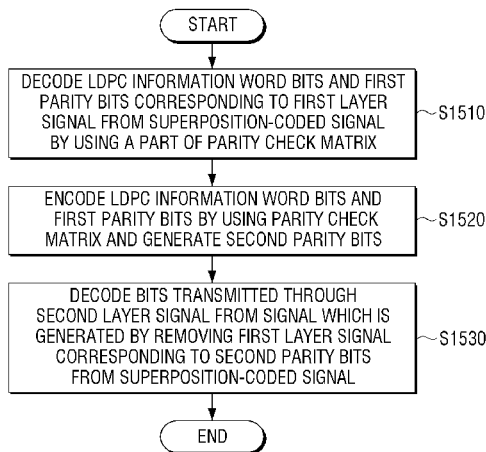 START
DECODE LDPC INFORMATION WORD BITS AND FIRST
PARITY BITS CORRESPONDING TO FIRST LAYER
SIGNAL FROM SUPERPOSITION-CODED SIGNAL
BY USING A PART OF PARITY CHECK MATRIX
S1510
ENCODE LDPC INFORMATION WORD BITS AND
FIRST PARITY BITS BY USING PARITY CHECK
MATRIX AND GENERATE SECOND PARITY BITS
S1520
DECODE BITS TRANSMITTED THROUGH
SECOND LAYER SIGNAL FROM SIGNAL WHICH IS
GENERATED BY REMOVING FIRST LAYER SIGNAL
CORRESPONDING TO SECOND PARITY BITS
FROM SUPERPOSITION-CODED SIGNAL
S1530
END